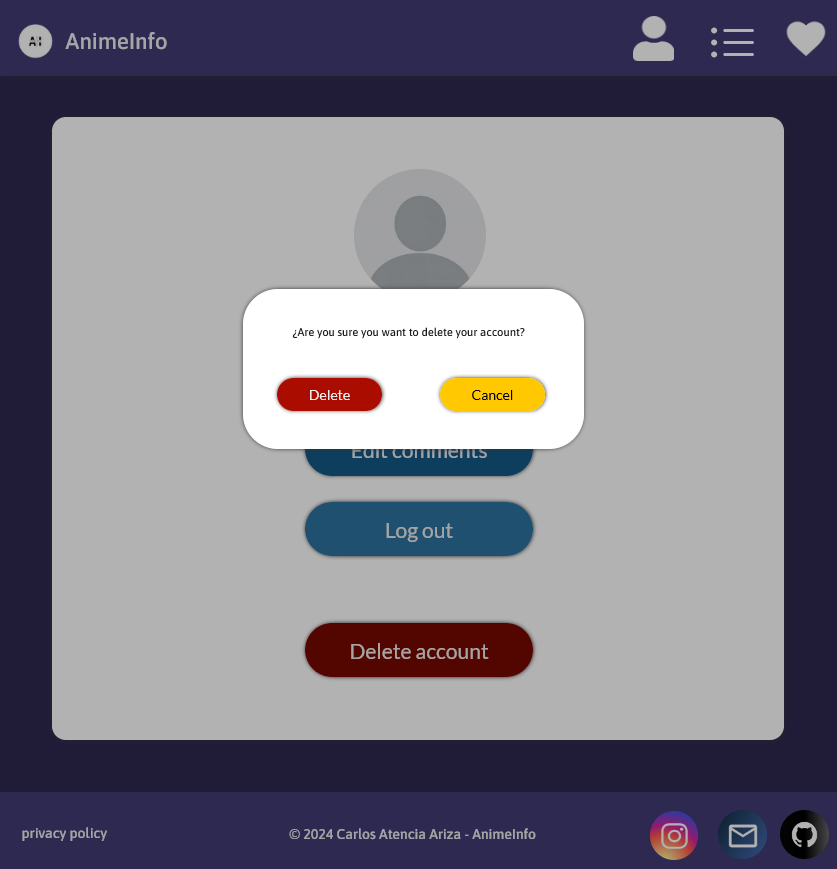 AI
AnimeInfo
¿Are you sure you want to delete your account?
Delete
Cancel
Edit comments
Log out
Delete account
privacy policy
© 2024 Carlos Atencia Ariza - AnimeInfo